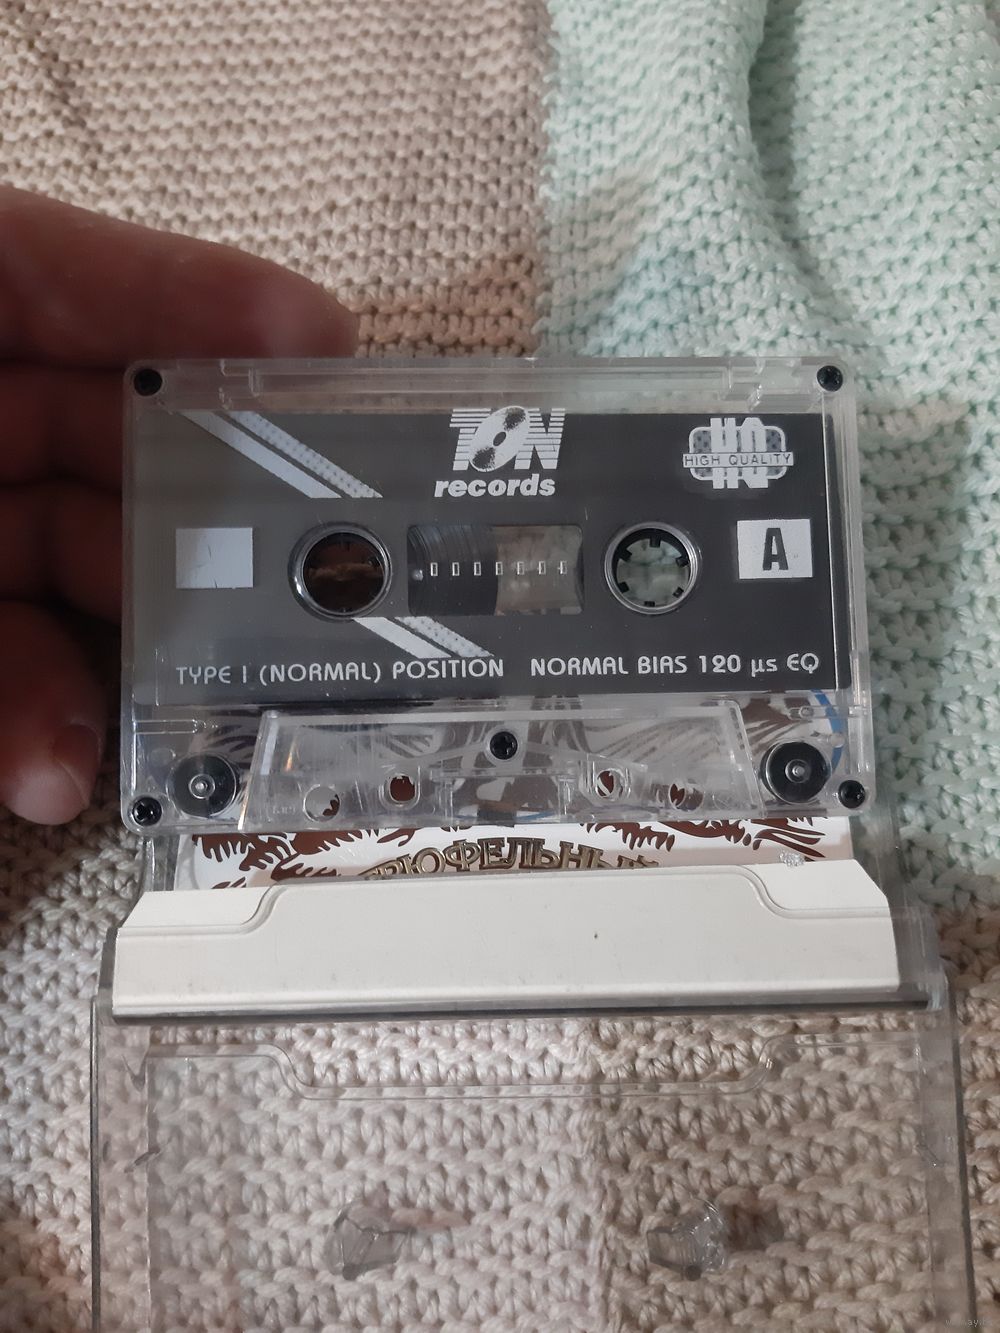 TON
records
HIGH QUALITY
A
TYPE I (NORMAL) POSITION NORMAL BIAS 120 µs EQ